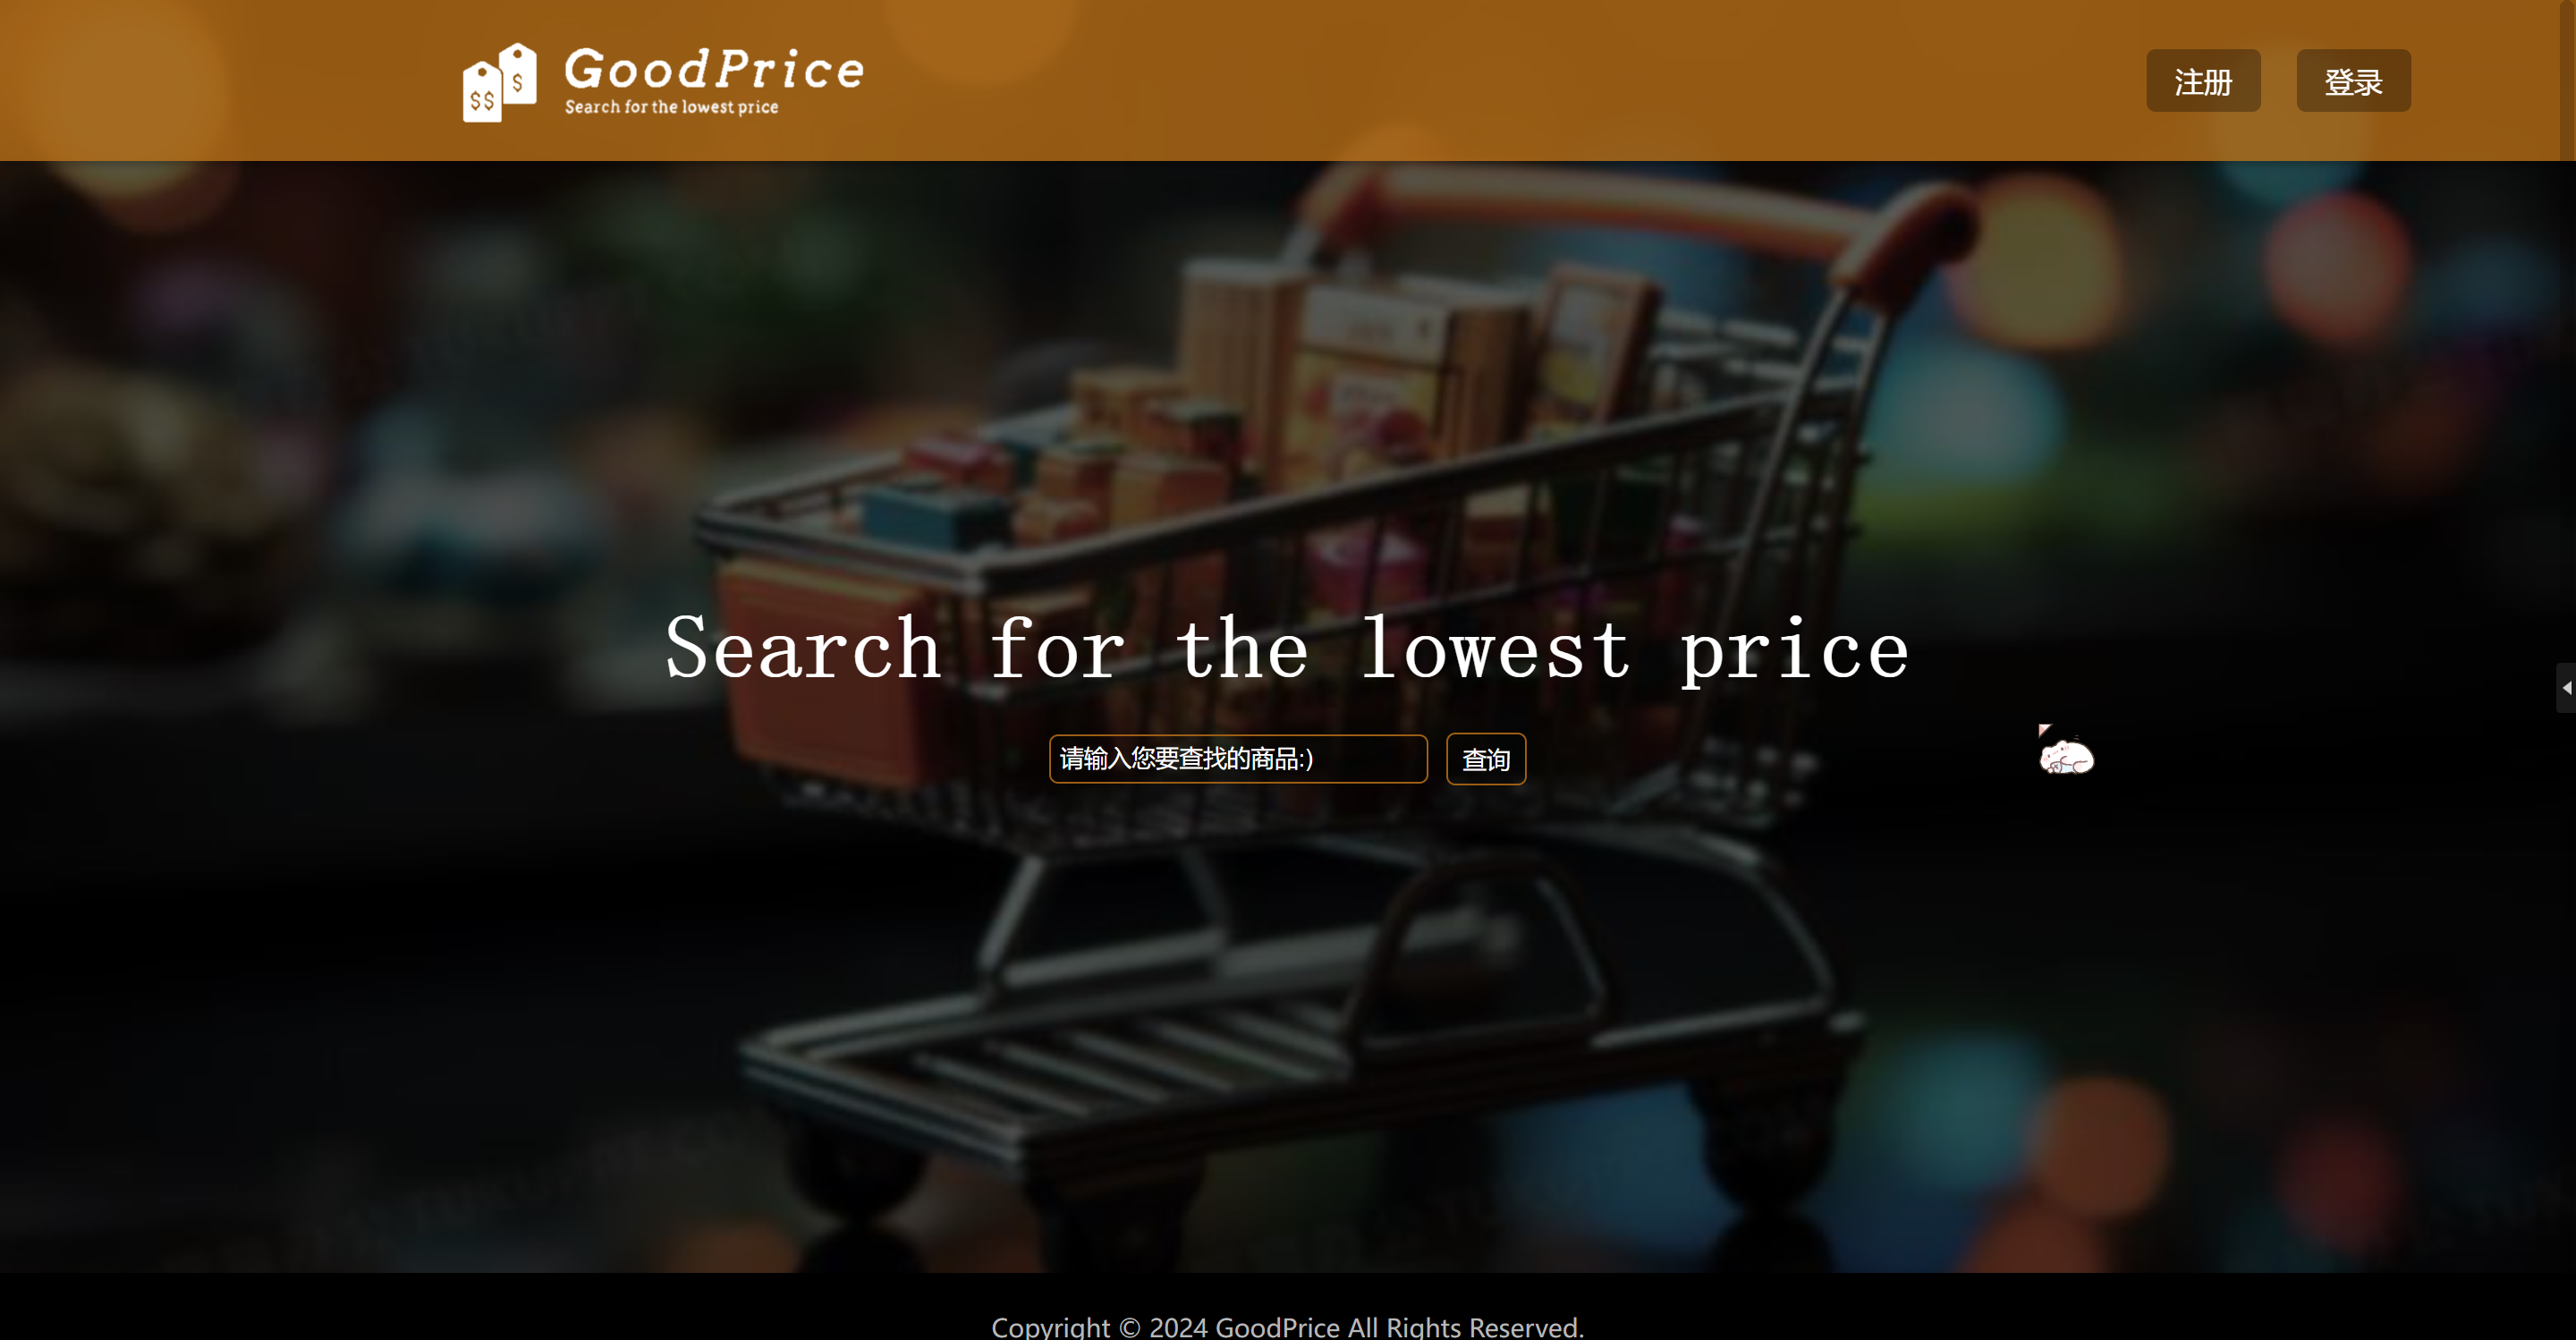 $$ $
GoodPrice
Search for the lowest price
注册 登录
Search for the lowest price
请输入您要查找的商品:) 查询
Copyright © 2024 GoodPrice All Rights Reserved.